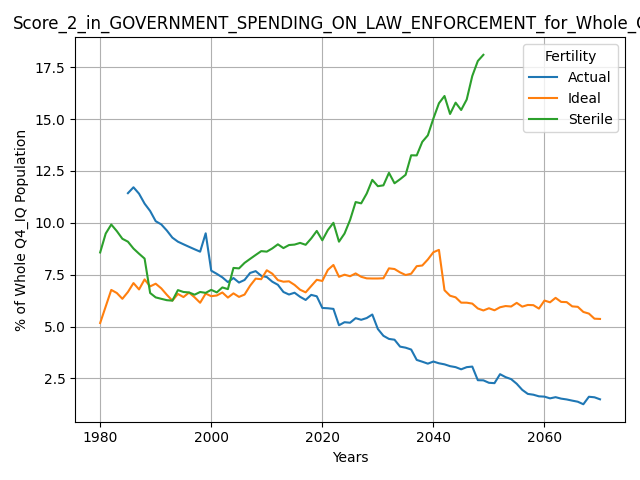 Score_2_in_GOVERNMENT_SPENDING_ON_LAW_ENFORCEMENT_for_Whole_
Fertility
Actual
Ideal
Sterile
17.5
15.0
12.5
10.0
7.5
5.0
2.5
% of Whole Q4_IQ Population
1980
2000
2020
2040
2060
Years